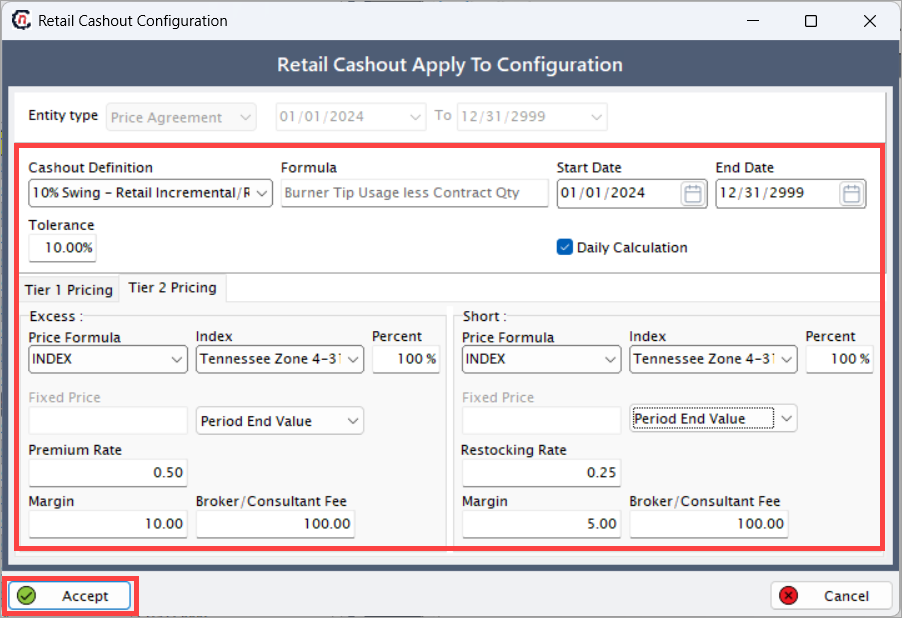 Retail Cashout Configuration
Retail Cashout Apply To Configuration
Entity type Price Agreement 01/01/2024 To 12/31/2999
Cashout Definition Formula Start Date End Date
10% Swing - Retail Incremental/R Burner Tip Usage less Contract Qty 01/01/2024 12/31/2999
Tolerance
10.00% Daily Calculation
Tier 1 Pricing Tier 2 Pricing
Excess : Short :
Price Formula Index Percent Price Formula Index Percent
INDEX Tennessee Zone 4-31 100 % INDEX Tennessee Zone 4-31 100 %
Fixed Price Fixed Price
Period End Value Period End Value
Premium Rate Restocking Rate
0.50 0.25
Margin Broker/Consultant Fee Margin Broker/Consultant Fee
10.00 100.00 5.00 100.00
Accept Cancel